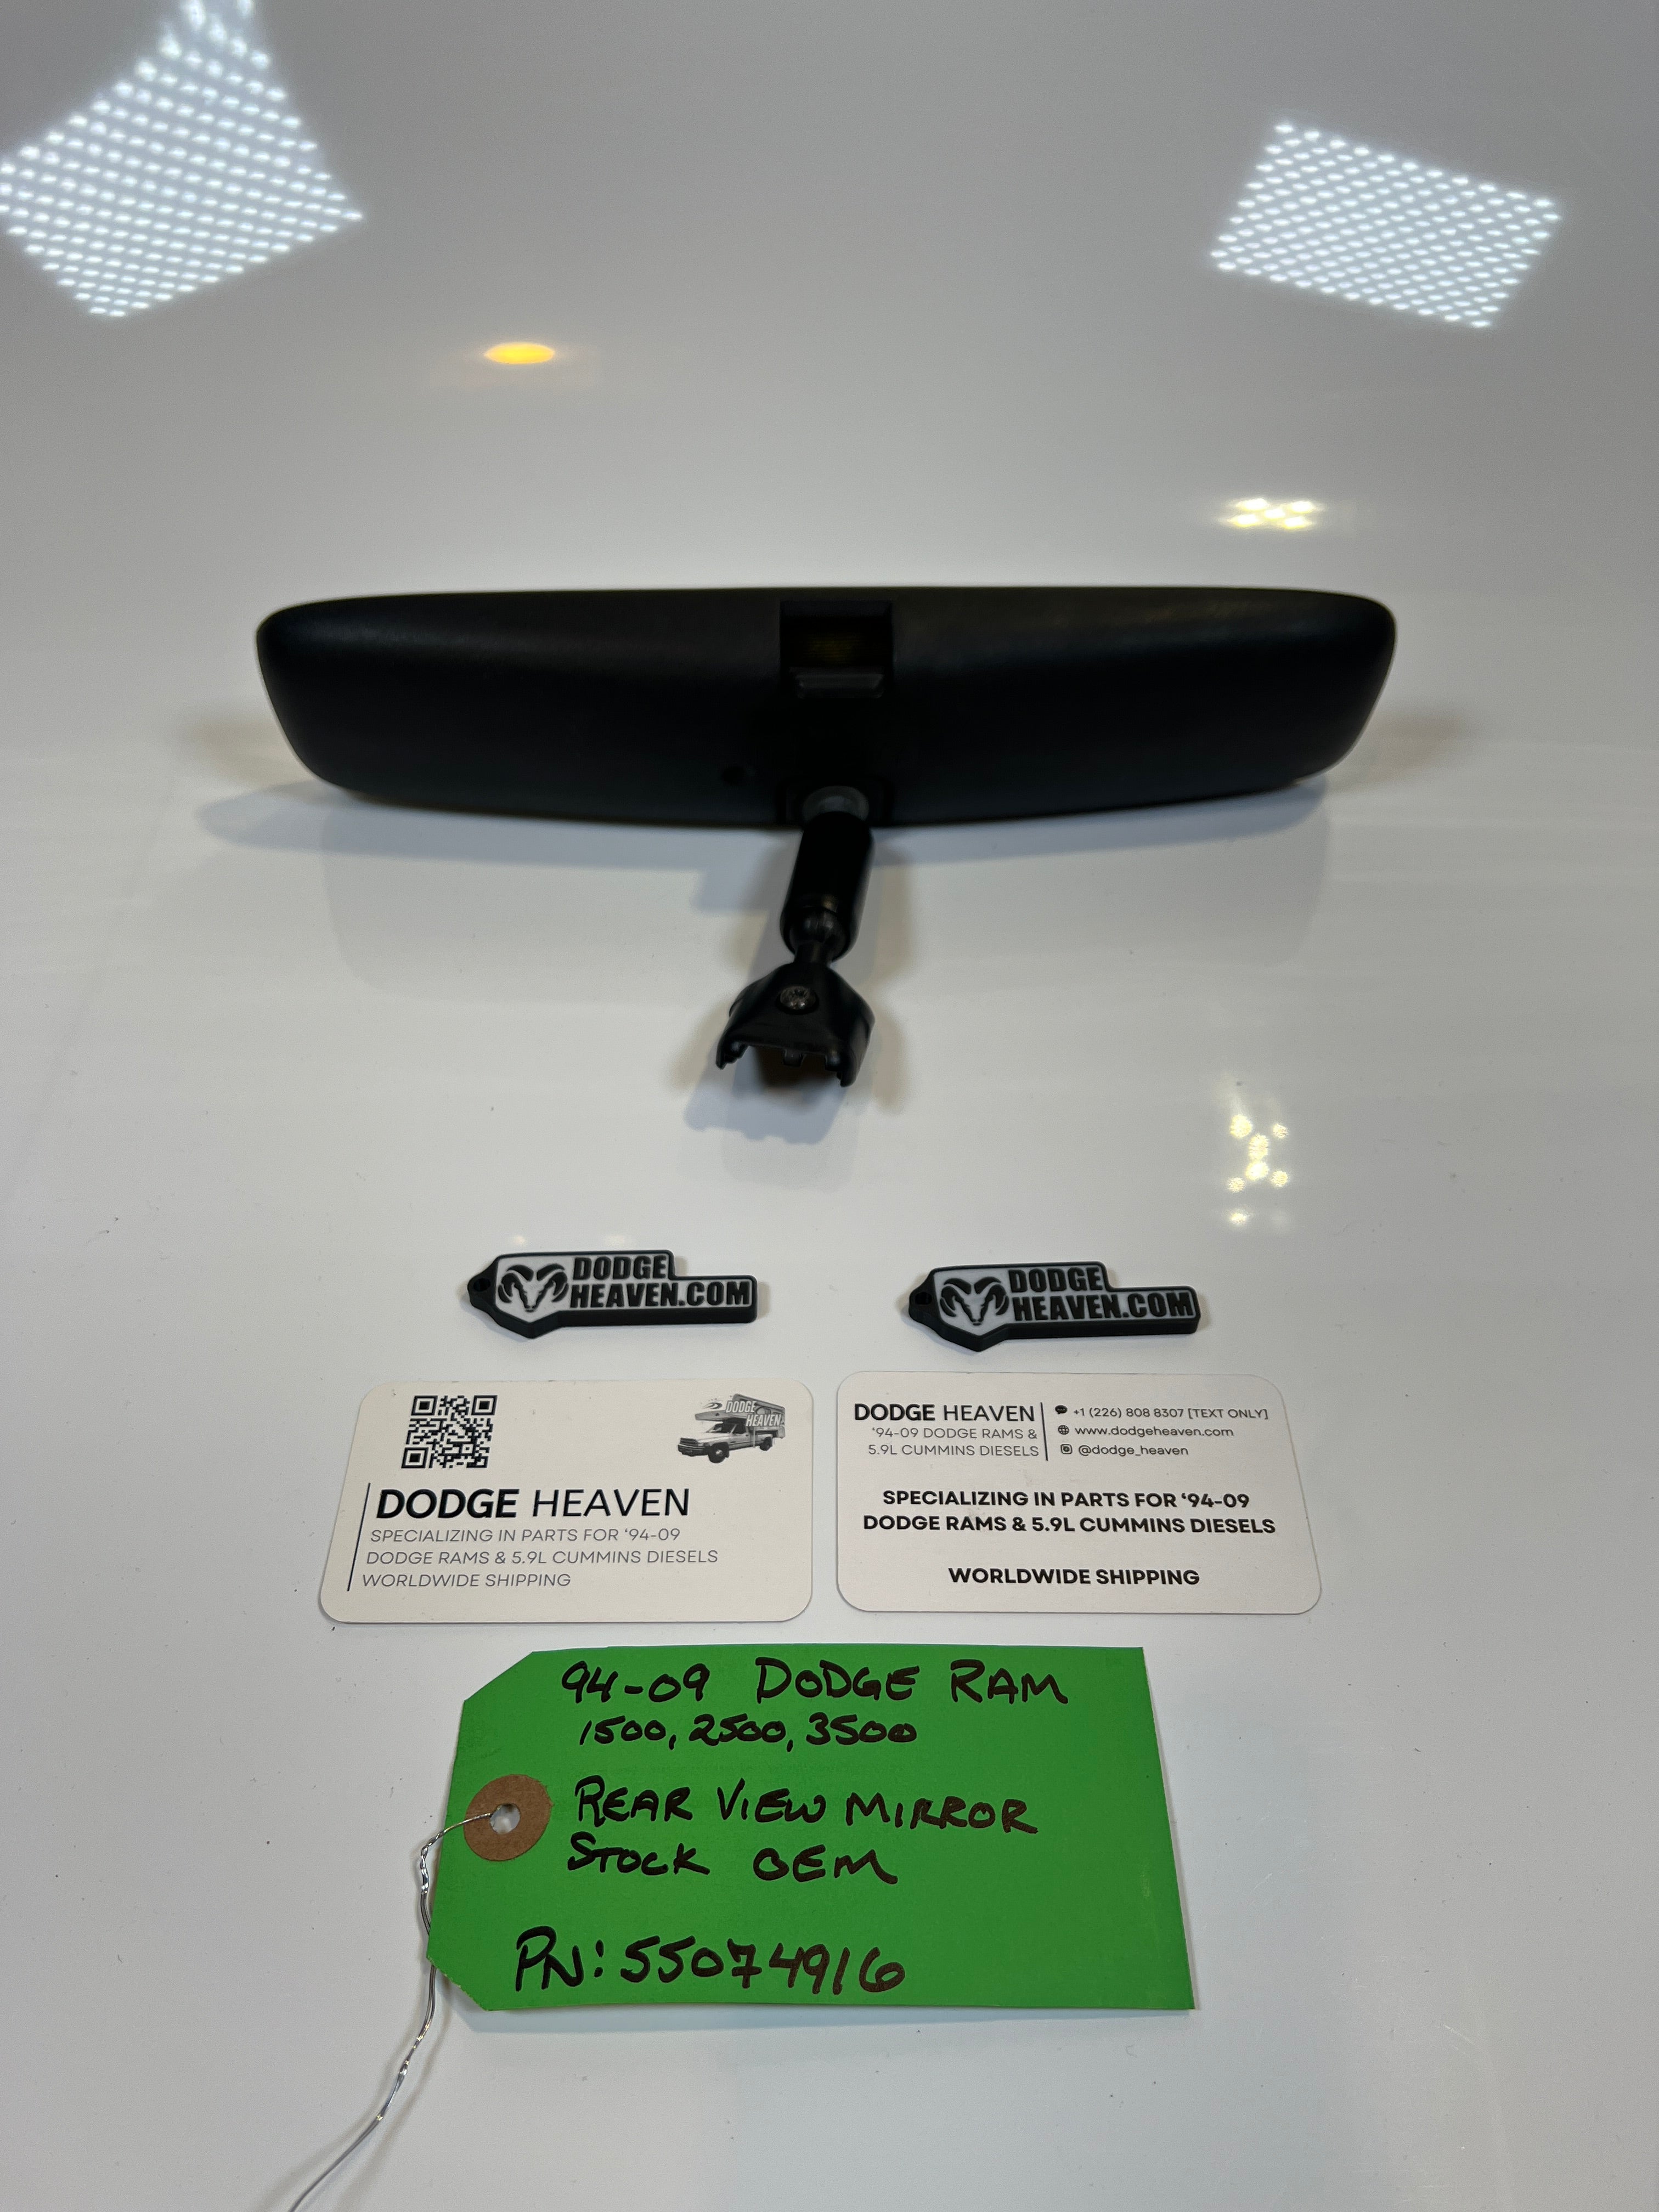 DODGE
HEAVEN.COM
DODGE
HEAVEN.COM
DODGE
HEAVEN
DODGE HEAVEN
SPECIALIZING IN PARTS FOR ‘94-09
DODGE RAMS & 5.9L CUMMINS DIESELS
WORLDWIDE SHIPPING
DODGE HEAVEN
‘94-09 DODGE RAMS &
5.9L CUMMINS DIESELS
+1 (226) 808 8307 [TEXT ONLY]
www.dodgeheaven.com
@dodge_heaven
SPECIALIZING IN PARTS FOR ‘94-09
DODGE RAMS & 5.9L CUMMINS DIESELS
WORLDWIDE SHIPPING
94-09 DODGE RAM
1500, 2500, 3500
REAR VIEW MIRROR
STOCK OEM
PN: 55074916